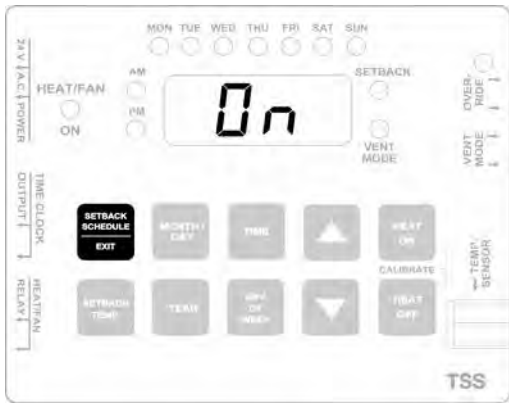 MON TUE WED THU FRI SAT SUN
24 V. A.C. POWER
HEAT/FAN
ON
AM
PM
On
SETBACK
VENT
MODE
OVER-
RIDE
VENT
MODE
TIME CLOCK
OUTPUT
SETBACK
SCHEDULE
EXIT
MONTH /
DAY
TIME
HEAT
ON
CALIBRATE
TEMP
SENSOR
HEAT/FAN
RELAY
SETBACK
TEMP
YEAR
DAY
OF
WEEK
HEAT
OFF
TSS